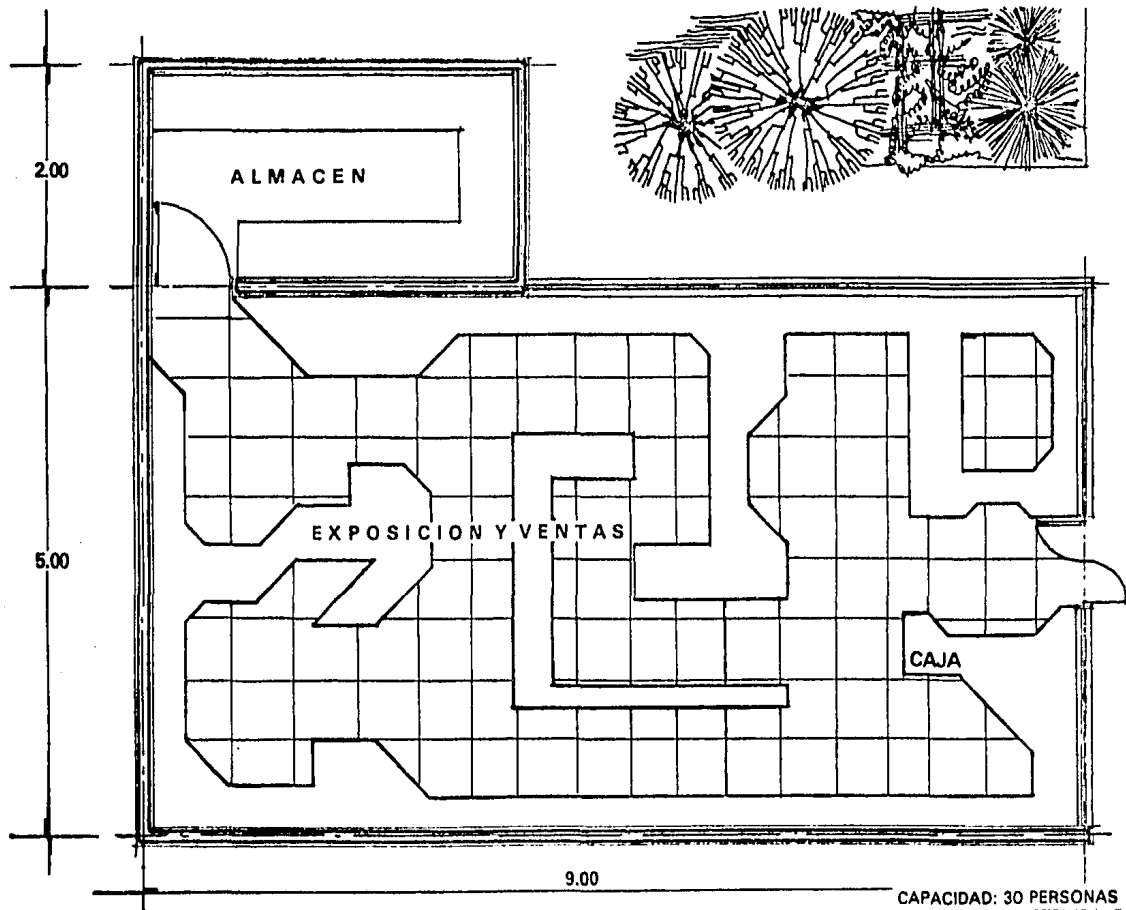 2.00
ALMACEN
5.00
EXPOSICION Y VENTAS
CAJA
9.00
CAPACIDAD: 30 PERSONAS